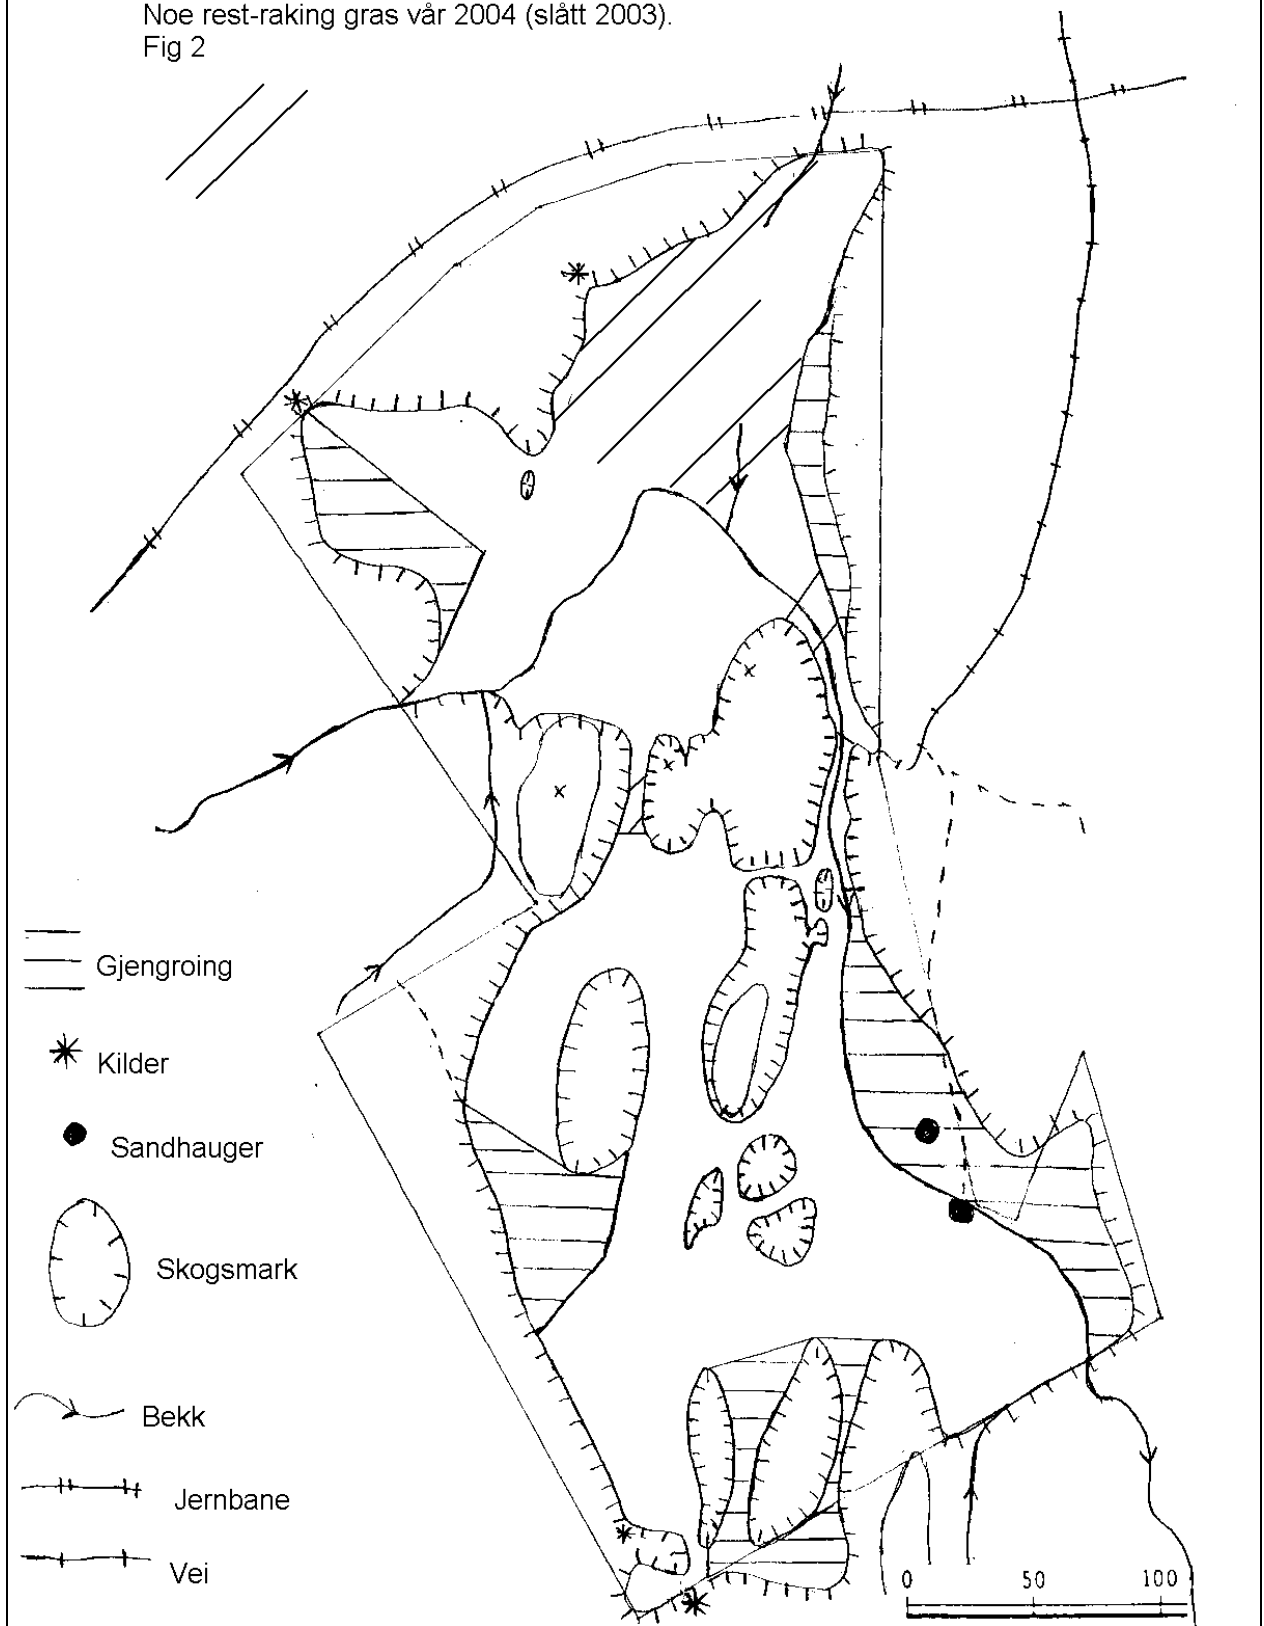 Noe rest-raking gras vår 2004 (slått 2003).
Fig 2
Gjengroing
Kilder
Sandhauger
Skogsmark
Bekk
Jernbane
Vei
0 50 100